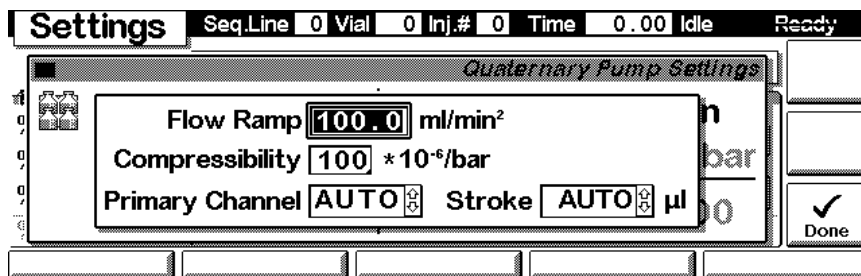 Settings Seq.Line 0 Vial 0 Inj.# 0 Time 0.00 Idle Ready
Quaternary Pump Settings
Flow Ramp 100.0 ml/min²
Compressibility 100 *10⁻⁶/bar
bar
Primary Channel AUTO Stroke AUTO µl
Done